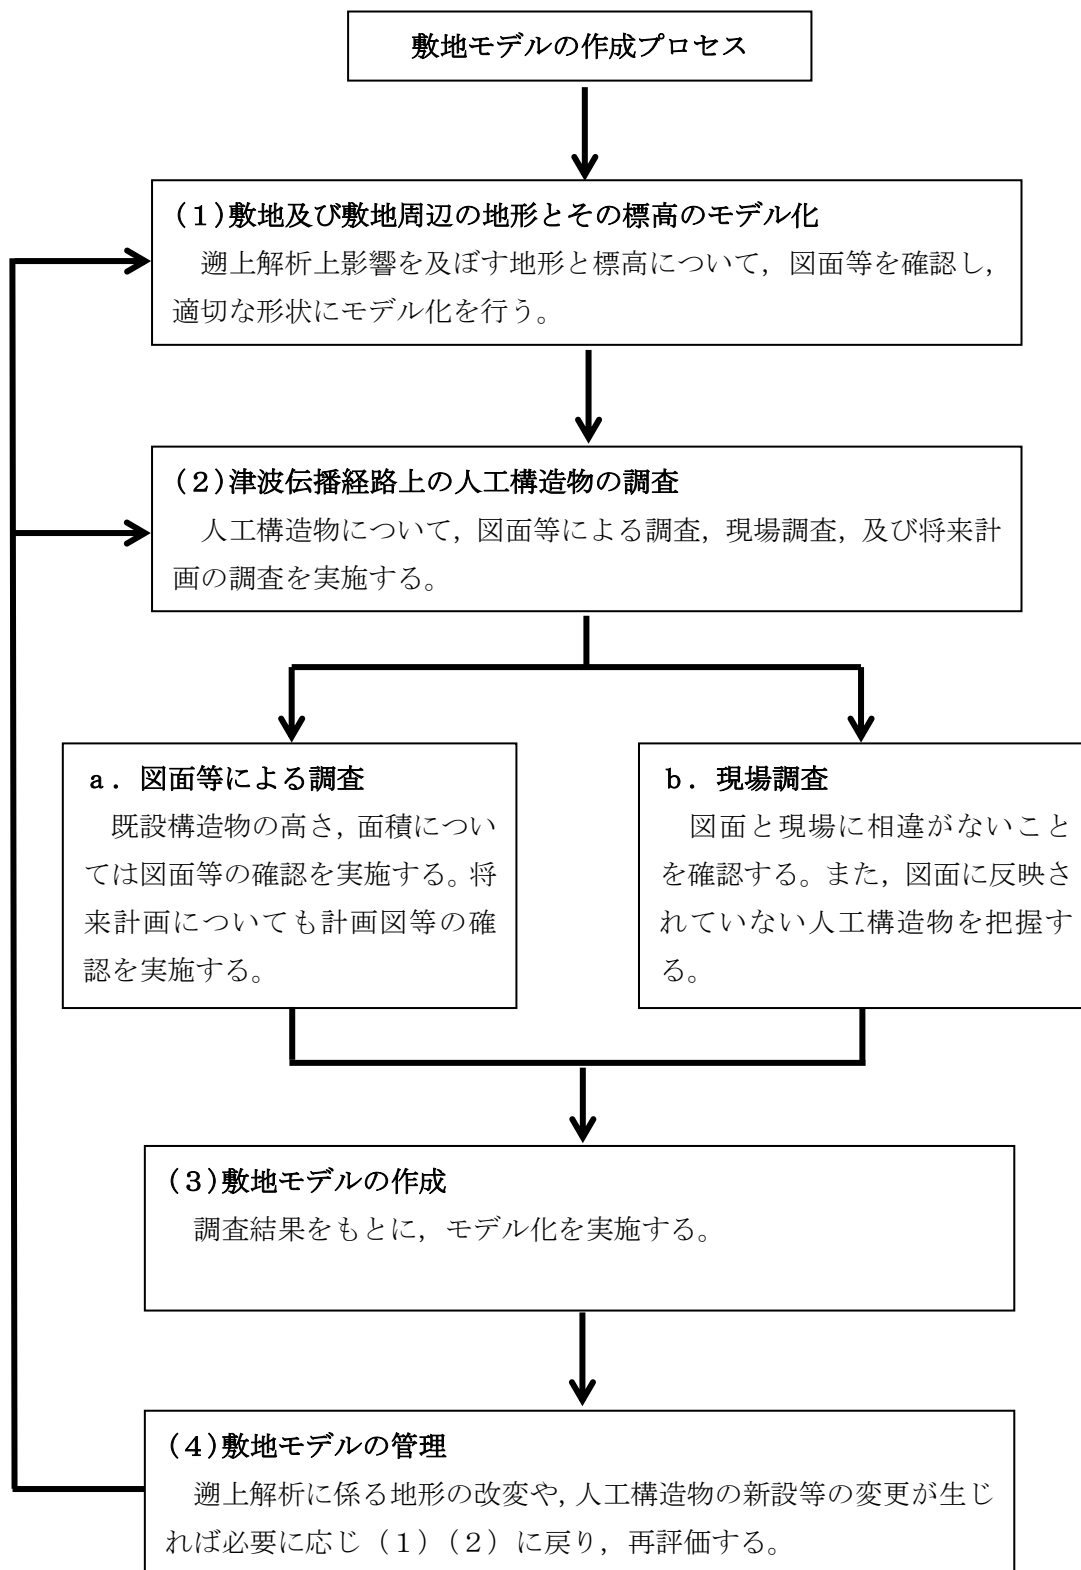 敷地モデルの作成プロセス
(１)敷地及び敷地周辺の地形とその標高のモデル化
遡上解析上影響を及ぼす地形と標高について，図面等を確認し，
適切な形状にモデル化を行う。
(２)津波伝播経路上の人工構造物の調査
人工構造物について，図面等による調査，現場調査，及び将来計
画の調査を実施する。
ａ．図面等による調査
既設構造物の高さ，面積につい
ては図面等の確認を実施する。将
来計画についても計画図等の確
認を実施する。
ｂ．現場調査
図面と現場に相違がないこと
を確認する。また，図面に反映さ
れていない人工構造物を把握す
る。
(３)敷地モデルの作成
調査結果をもとに，モデル化を実施する。
(４)敷地モデルの管理
遡上解析に係る地形の改変や，人工構造物の新設等の変更が生じ
れば必要に応じ（１）（２）に戻り，再評価する。